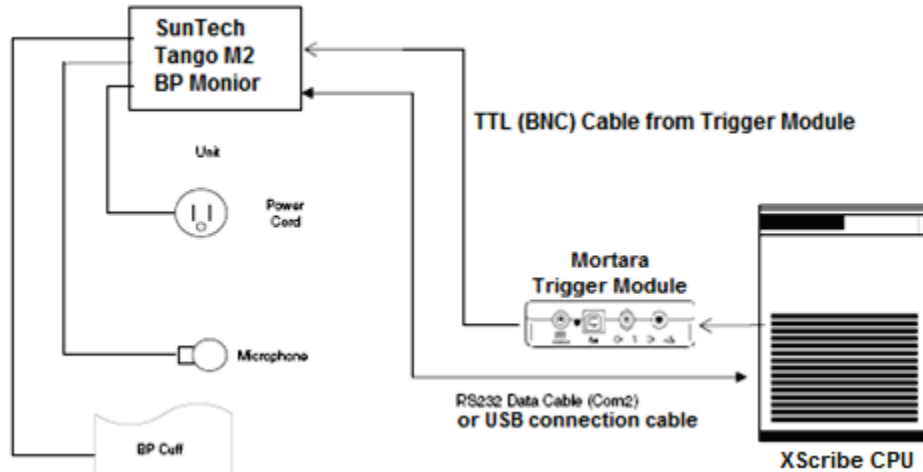 SunTech
Tango M2
BP Monior
TTL (BNC) Cable from Trigger Module
Unit
Power
Cord
Mortara
Trigger Module
Microphone
RS232 Data Cable (Com2)
or USB connection cable
BP Cuff
XScribe CPU